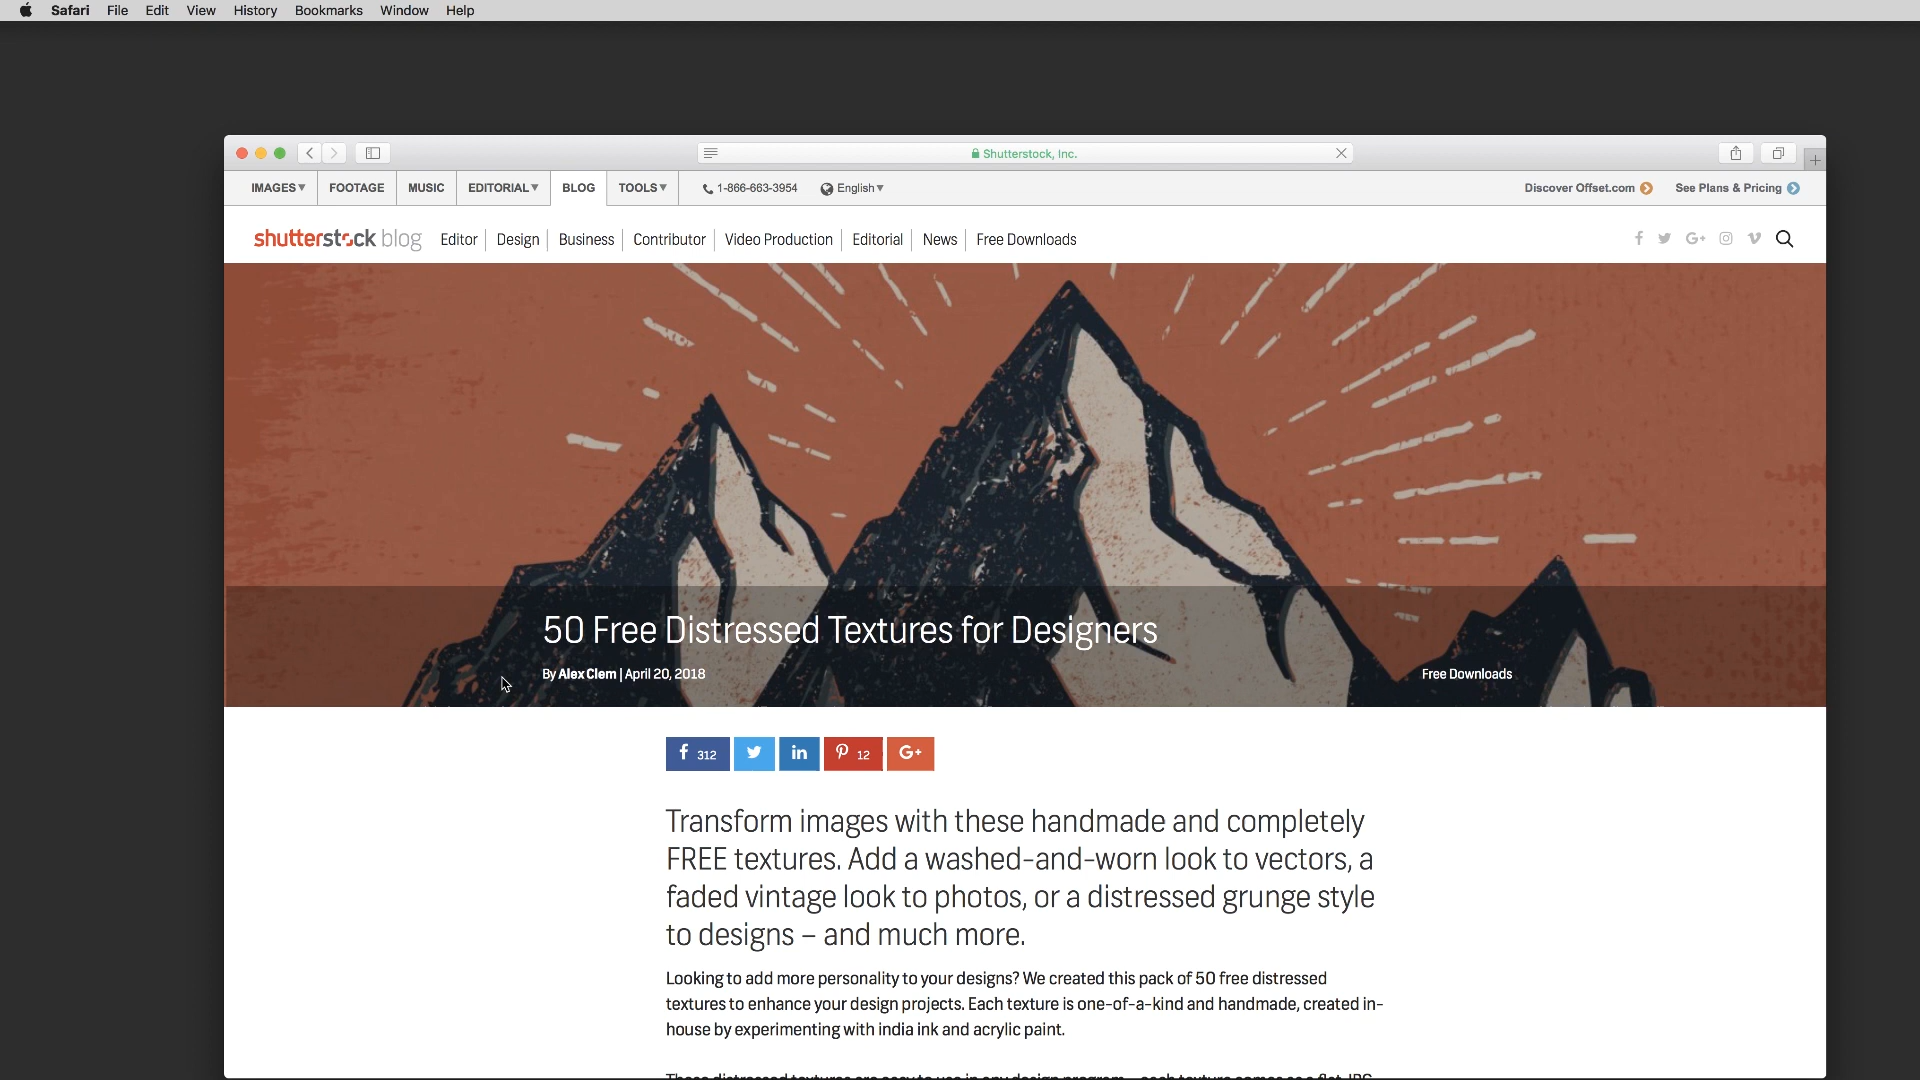 Safari File Edit View History Bookmarks Window Help
Shutterstock, Inc.
IMAGES▼ FOOTAGE MUSIC EDITORIAL▼ BLOG TOOLS▼ 1-866-663-3954 English▼ Discover Offset.com See Plans & Pricing
shutterstock blog Editor Design Business Contributor Video Production Editorial News Free Downloads
50 Free Distressed Textures for Designers
By Alex Clem | April 20, 2018 Free Downloads
312 12
Transform images with these handmade and completely
FREE textures. Add a washed-and-worn look to vectors, a
faded vintage look to photos, or a distressed grunge style
to designs – and much more.
Looking to add more personality to your designs? We created this pack of 50 free distressed
textures to enhance your design projects. Each texture is one-of-a-kind and handmade, created in-
house by experimenting with india ink and acrylic paint.